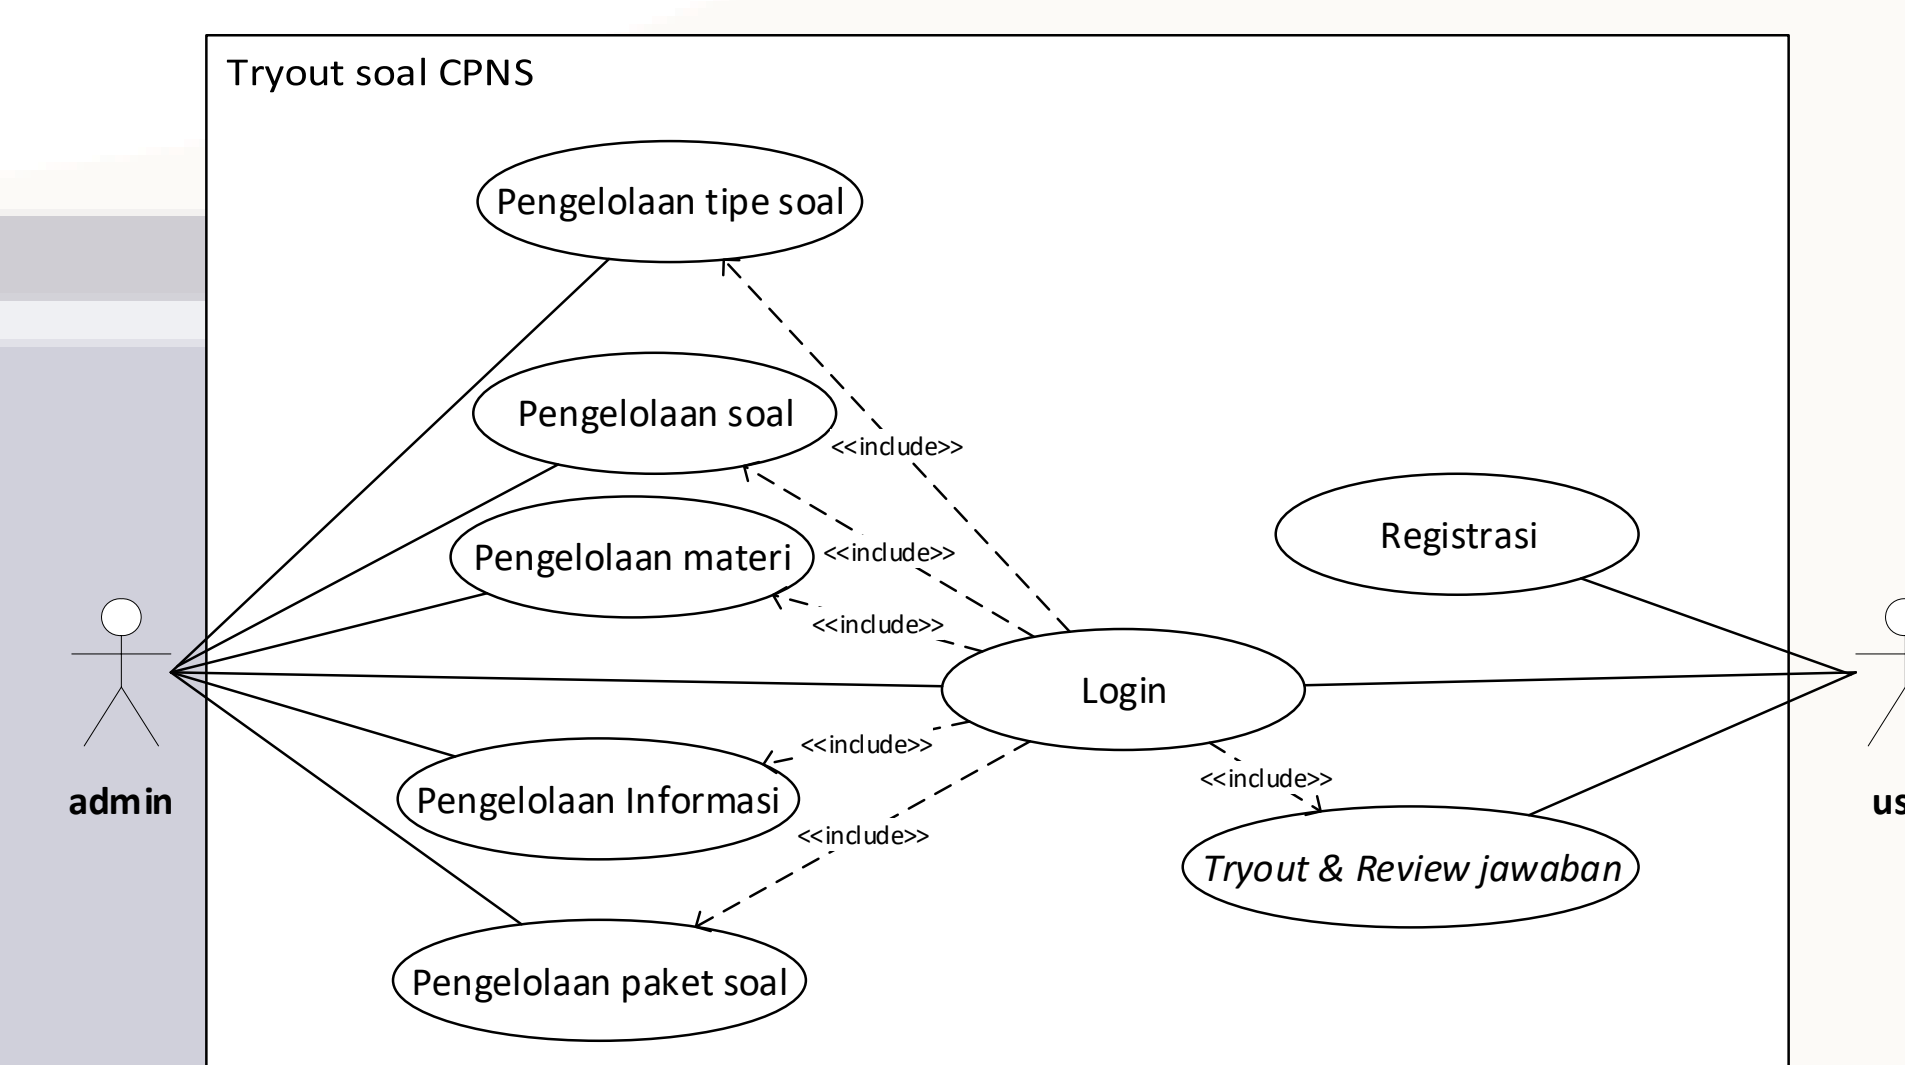 Tryout soal CPNS
Pengelolaan tipe soal
Pengelolaan soal
<<include>>
Registrasi
Pengelolaan materi
<<include>>
<<include>>
Login
<<include>>
<<include>>
admin
Pengelolaan Informasi
us
<<include>>
Tryout & Review jawaban
Pengelolaan paket soal